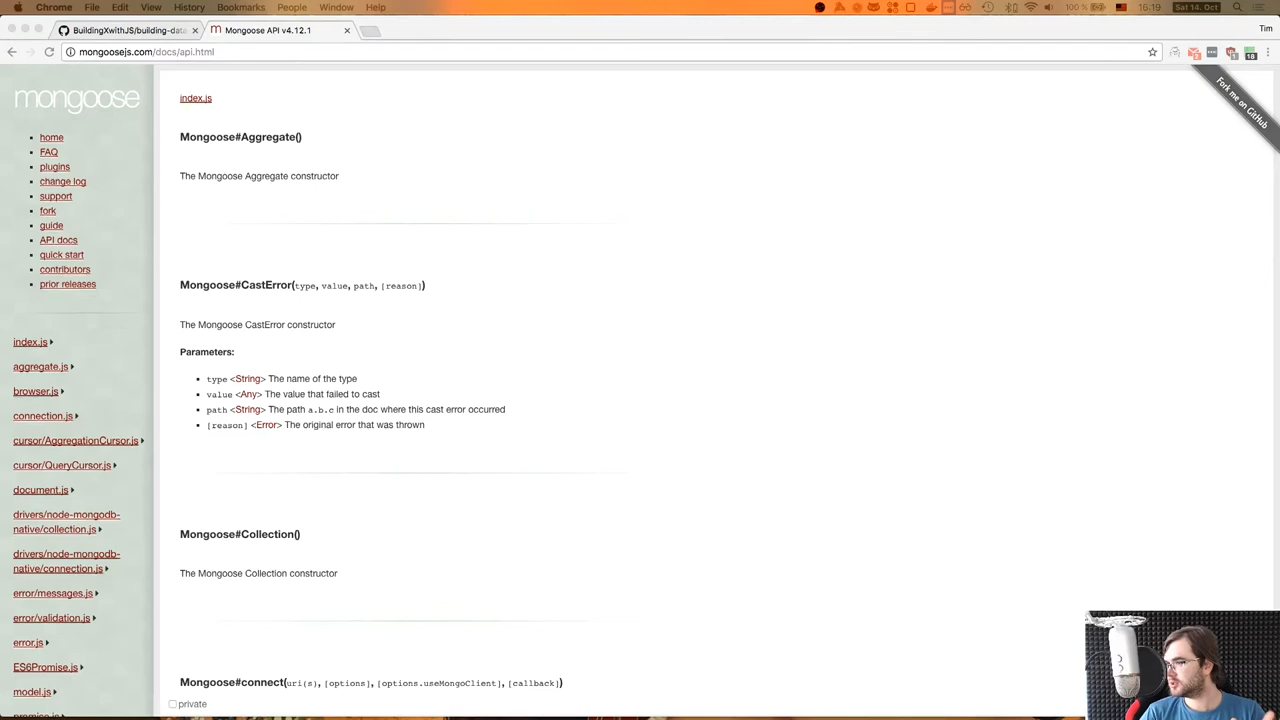 Chrome File Edit View History Bookmarks People Window Help 100 % 16:19 Sat 14. Oct
BuildingXwithJS/building-data Mongoose API v4.12.1 Tim
mongoosejs.com/docs/api.html
mongoose
home
FAQ
plugins
change log
support
fork
guide
API docs
quick start
contributors
prior releases
index.js
aggregate.js
browser.js
connection.js
cursor/AggregationCursor.js
cursor/QueryCursor.js
document.js
drivers/node-mongodb-
native/collection.js
drivers/node-mongodb-
native/connection.js
error/messages.js
error/validation.js
error.js
ES6Promise.js
model.js
promise.js
index.js
Mongoose#Aggregate()
The Mongoose Aggregate constructor
Mongoose#CastError(type, value, path, [reason])
The Mongoose CastError constructor
Parameters:
type <String> The name of the type
value <Any> The value that failed to cast
path <String> The path a.b.c in the doc where this cast error occurred
[reason] <Error> The original error that was thrown
Mongoose#Collection()
The Mongoose Collection constructor
Mongoose#connect(uri(s), [options], [options.useMongoClient], [callback])
private
Fork me on GitHub